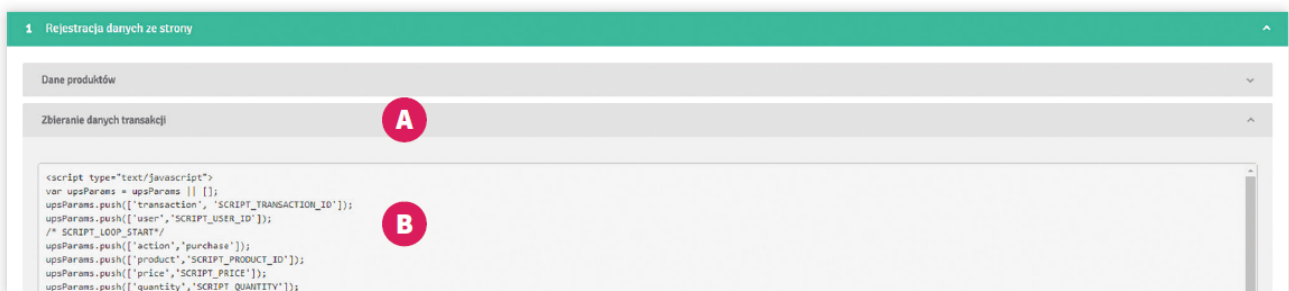 1 Rejestracja danych ze strony
Dane produktów
Zbieranie danych transakcji
A
<script type="text/javascript">
var upsParams = upsParams || [];
upsParams.push(['transaction', 'SCRIPT_TRANSACTION_ID']);
upsParams.push(['user','SCRIPT_USER_ID']);
B
/* SCRIPT_LOOP_START*/
upsParams.push(['action','purchase']);
upsParams.push(['product','SCRIPT_PRODUCT_ID']);
upsParams.push(['price','SCRIPT_PRICE']);
upsParams.push(['quantity','SCRIPT_QUANTITY']);